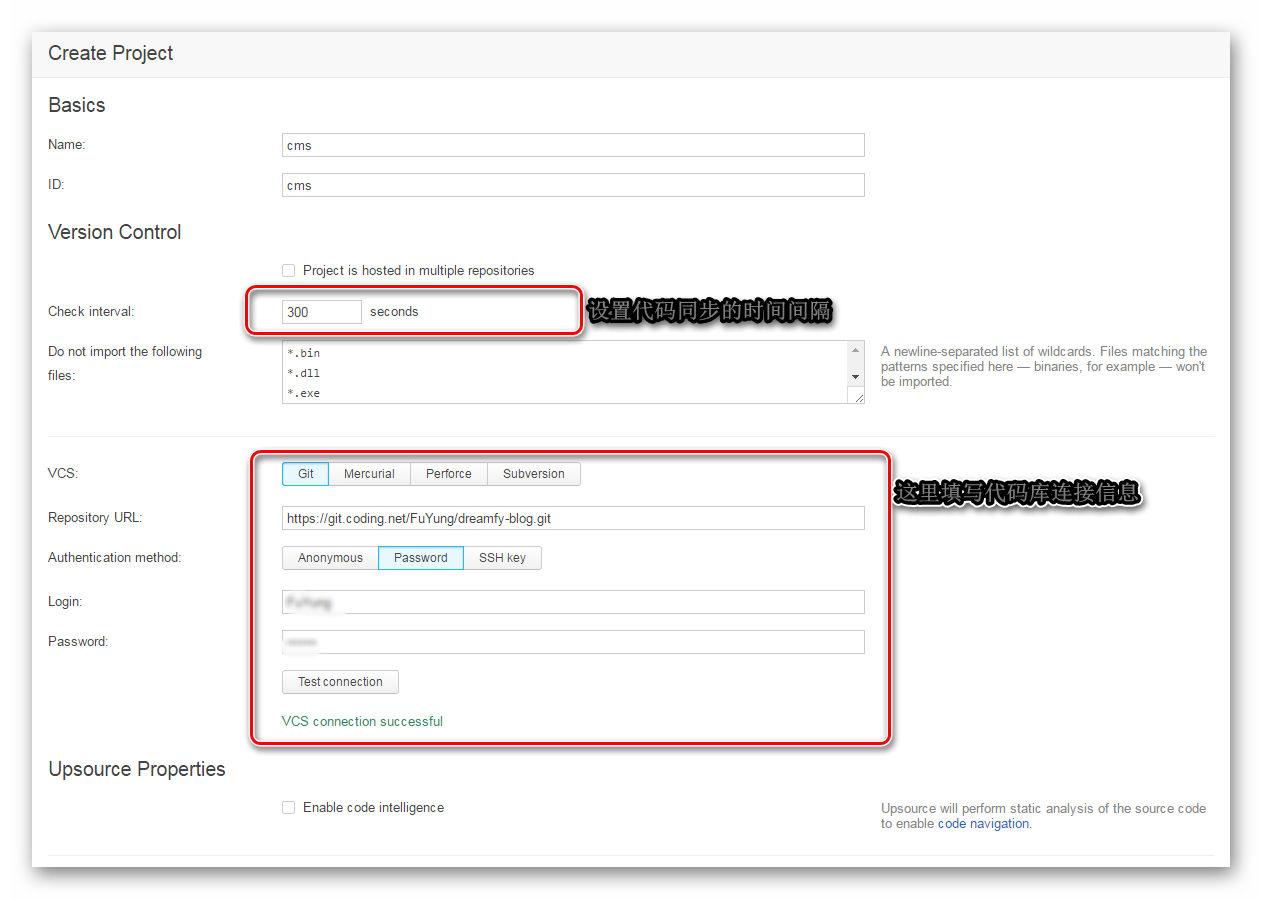 Create Project
Basics
Name:
cms
ID:
cms
Version Control
Project is hosted in multiple repositories
Check interval:
300
seconds
设置代码同步的时间间隔
Do not import the following
files:
*.bin
*.dll
*.exe
A newline-separated list of wildcards. Files matching the
patterns specified here — binaries, for example — won't
be imported.
VCS:
Git
Mercurial
Perforce
Subversion
这里填写代码库连接信息
Repository URL:
https://git.coding.net/FuYung/dreamfy-blog.git
Authentication method:
Anonymous
Password
SSH key
Login:
Password:
Test connection
VCS connection successful
Upsource Properties
Enable code intelligence
Upsource will perform static analysis of the source code
to enable code navigation.